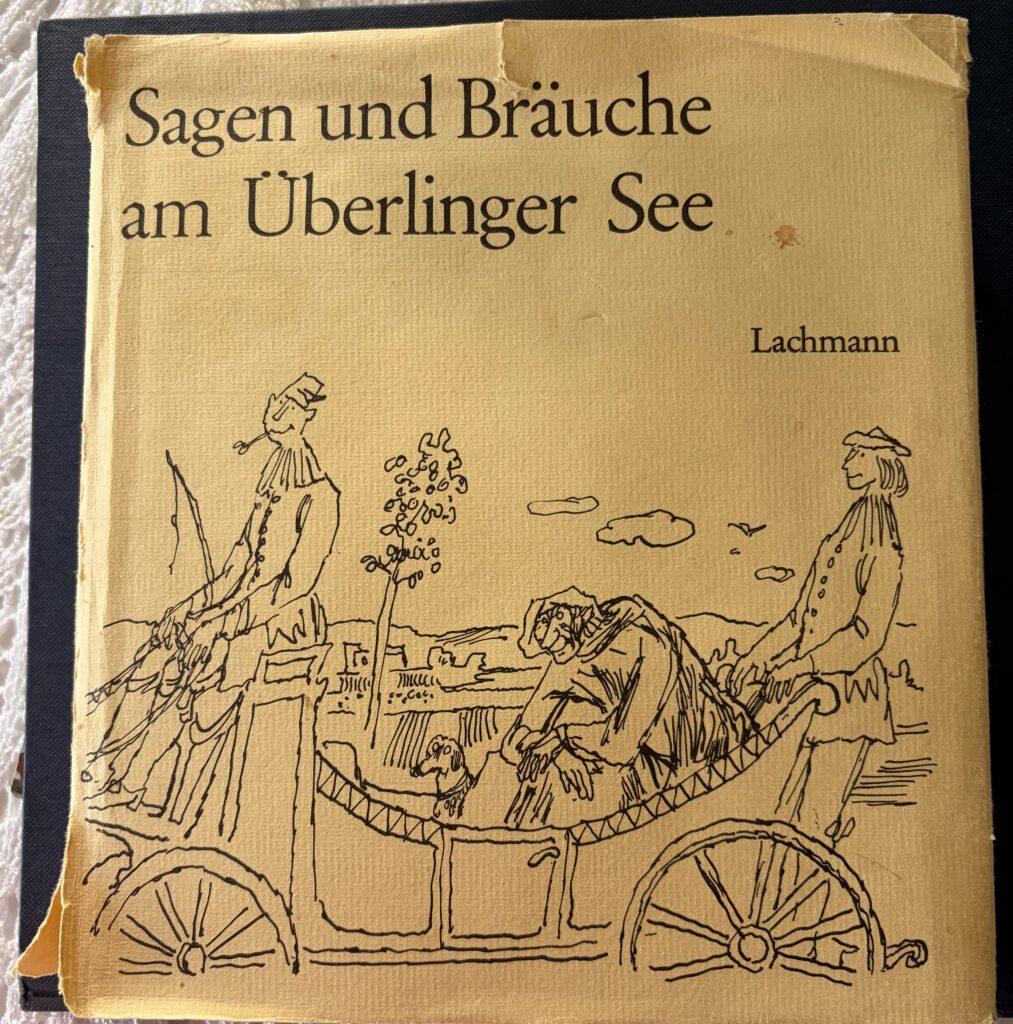 Sagen und Bräuche
am Überlinger See
Lachmann